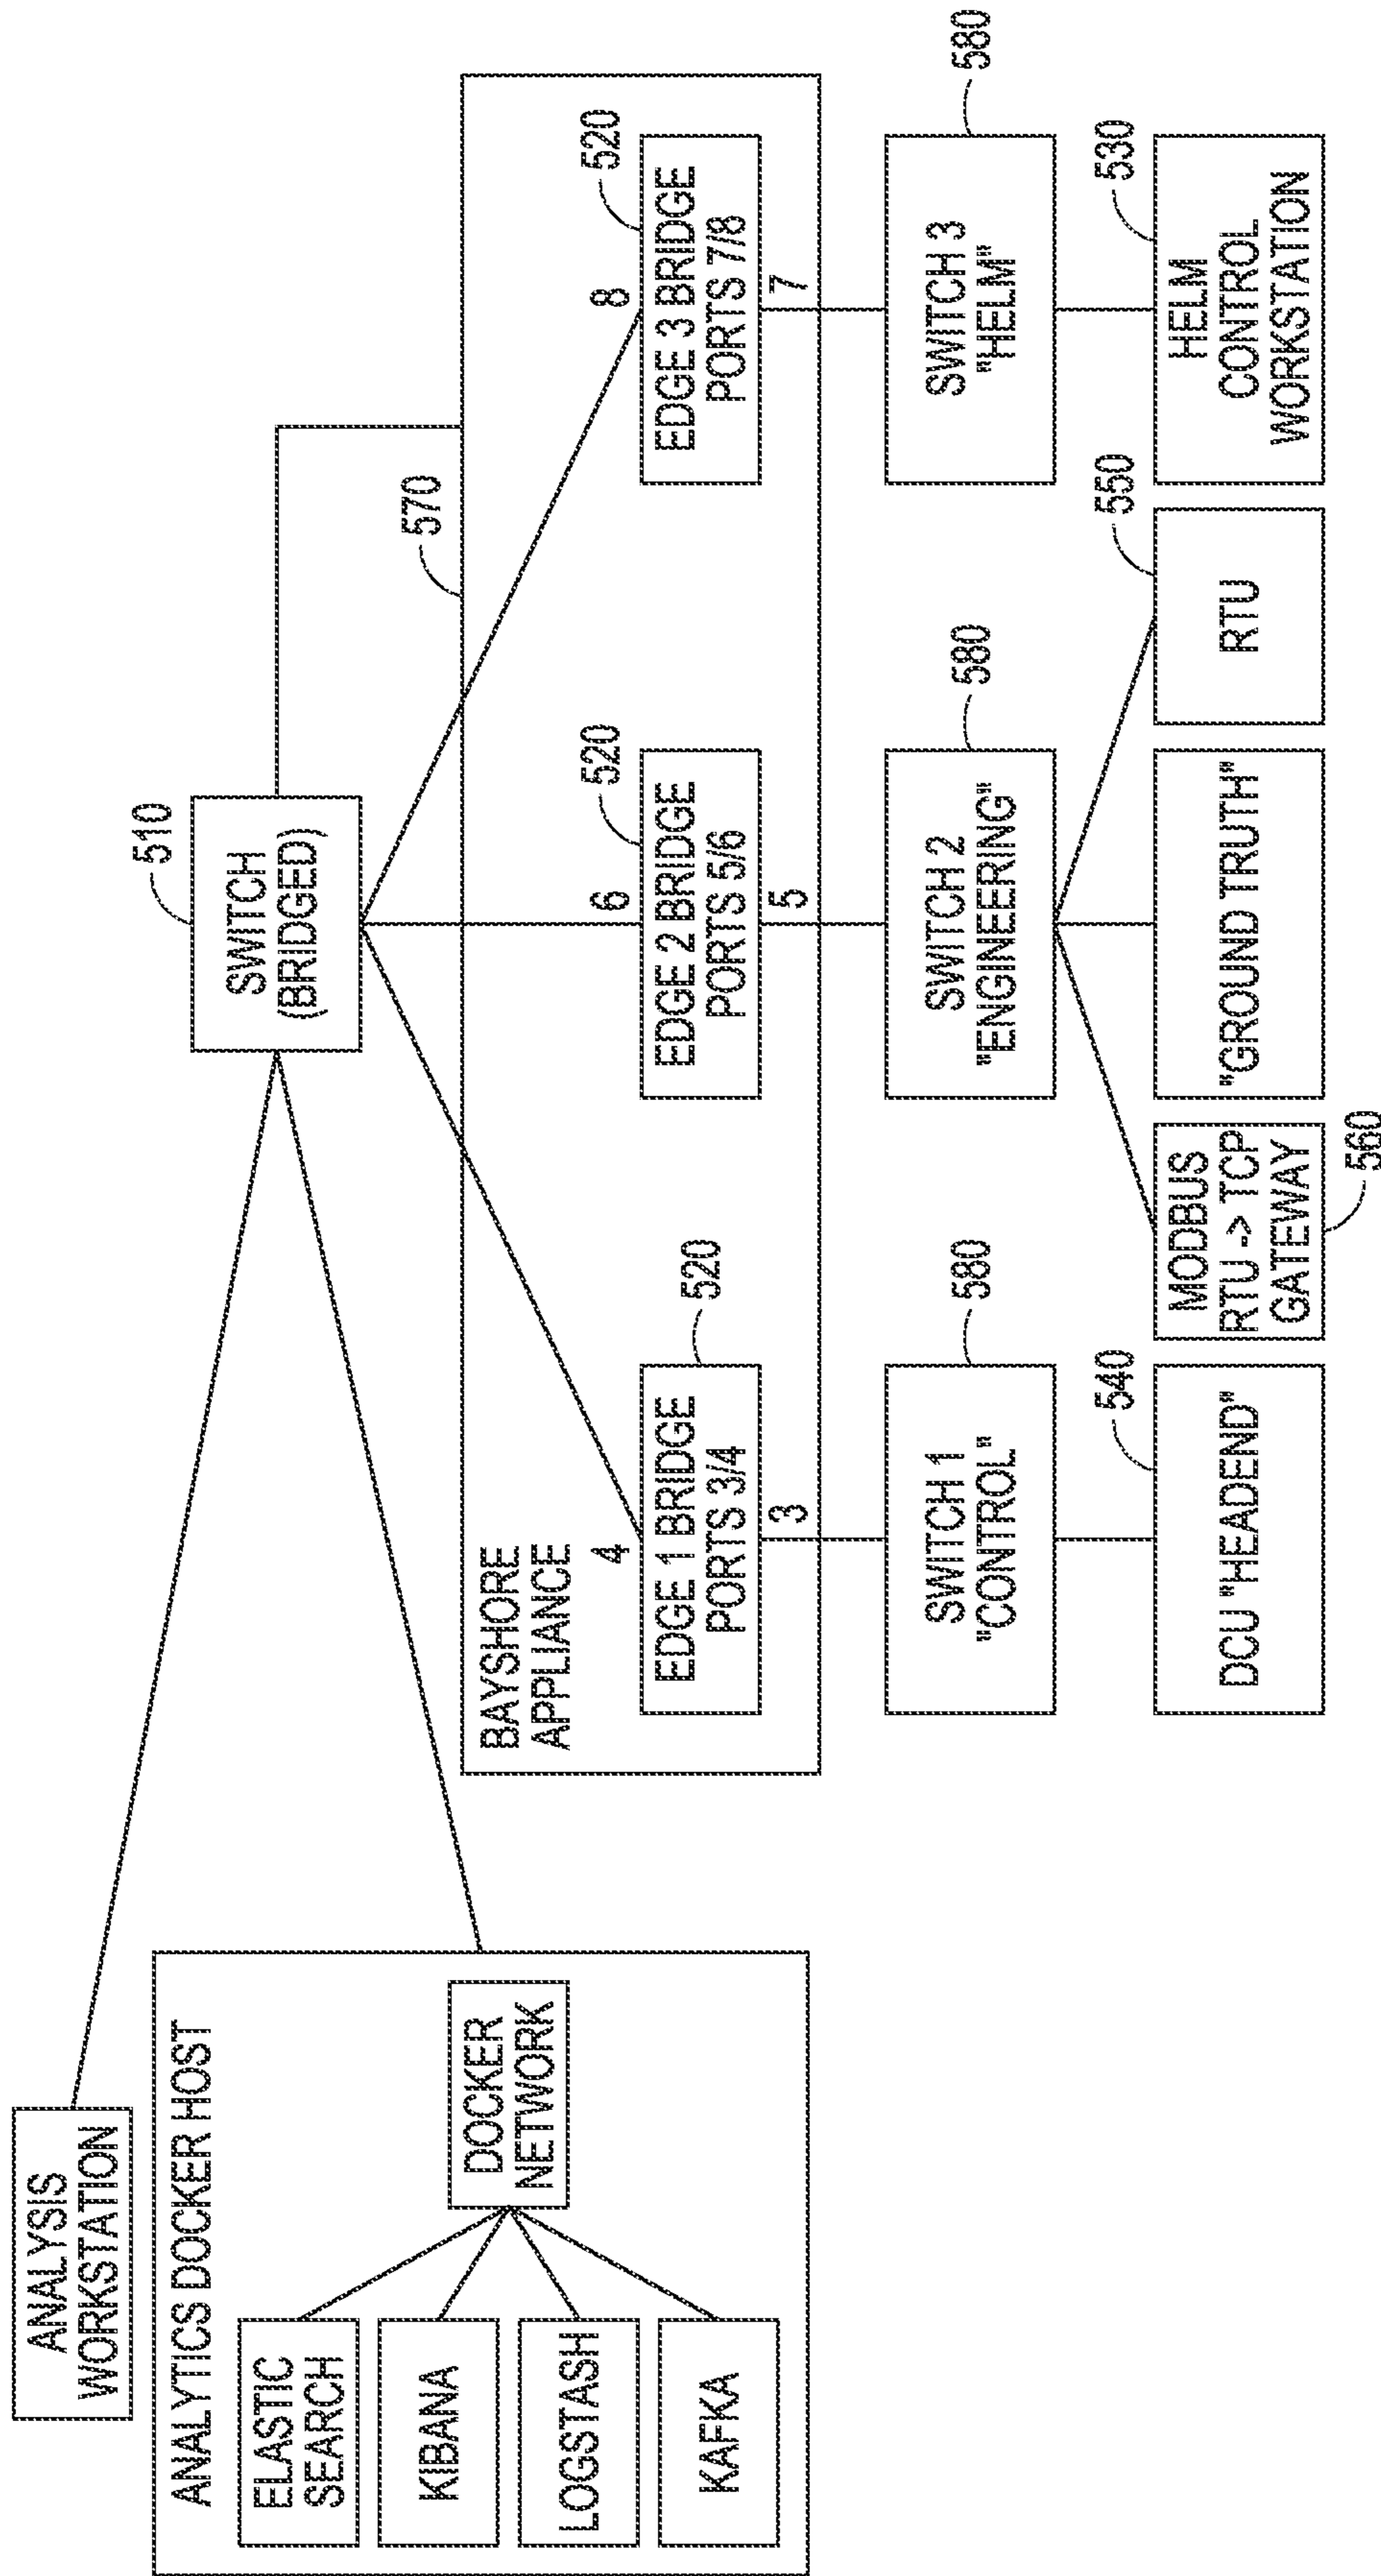 ANALYSIS
WORKSTATION
ANALYTICS DOCKER HOST
ELASTIC
SEARCH
KIBANA
LOGSTASH
KAFKA
DOCKER
NETWORK
510
SWITCH
(BRIDGED)
570
BAYSHORE
APPLIANCE
4
520
EDGE 1 BRIDGE
PORTS 3/4
3
6
520
EDGE 2 BRIDGE
PORTS 5/6
5
8
520
EDGE 3 BRIDGE
PORTS 7/8
7
580
SWITCH 1
"CONTROL"
580
SWITCH 2
"ENGINEERING"
580
SWITCH 3
"HELM"
540
DCU "HEADEND"
MODBUS
RTU -> TCP
GATEWAY
560
"GROUND TRUTH"
550
RTU
530
HELM
CONTROL
WORKSTATION